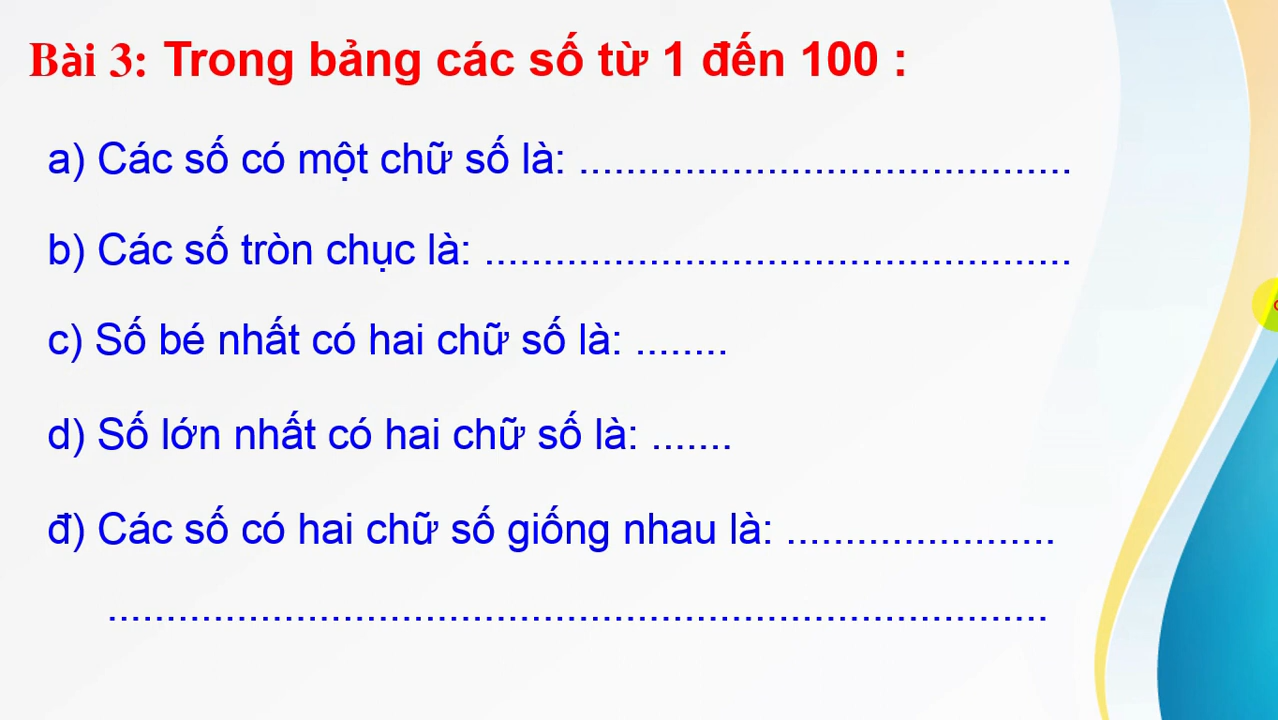 Bài 3: Trong bảng các số từ 1 đến 100 :
a) Các số có một chữ số là: ..........................................
b) Các số tròn chục là: ..................................................
c) Số bé nhất có hai chữ số là: ........
d) Số lớn nhất có hai chữ số là: .......
đ) Các số có hai chữ số giống nhau là: .......................
................................................................................